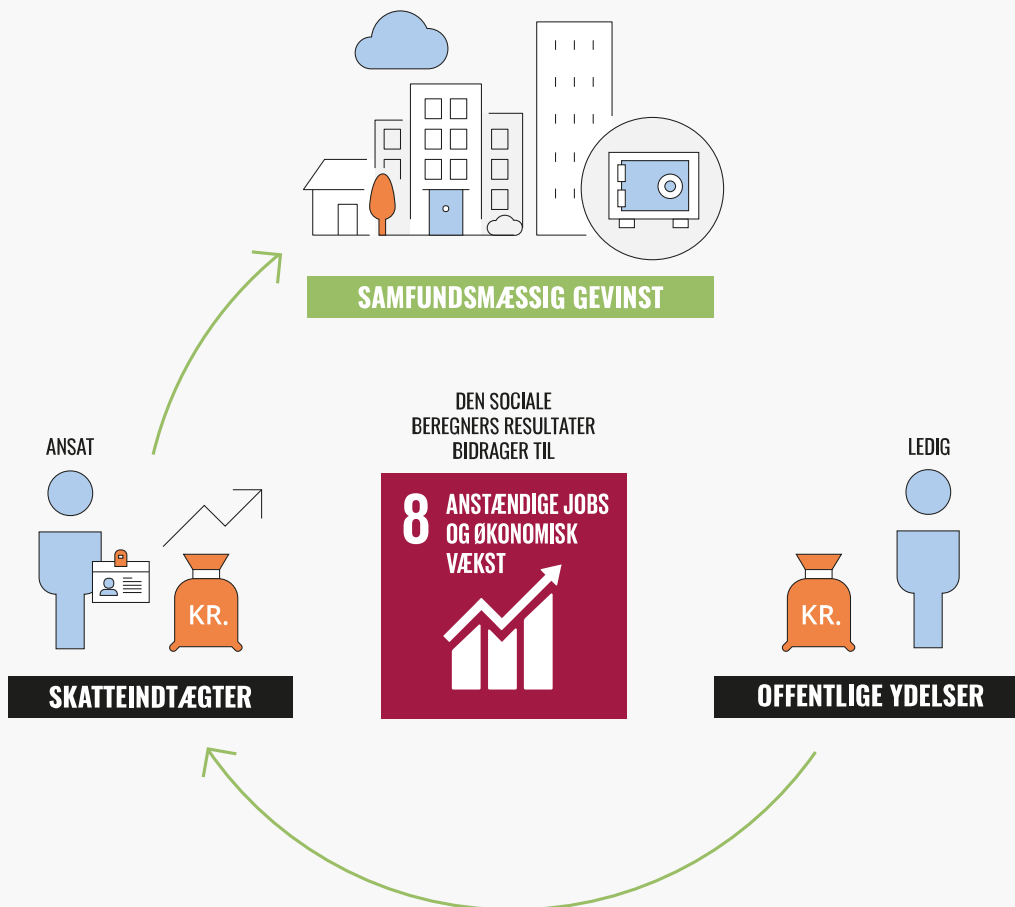 SAMFUNDSMÆSSIG GEVINST
DEN SOCIALE
BEREGNERS RESULTATER
BIDRAGER TIL
ANSAT
LEDIG
8 ANSTÆNDIGE JOBS
OG ØKONOMISK
VÆKST
KR.
KR.
SKATTEINDTÆGTER
OFFENTLIGE YDELSER